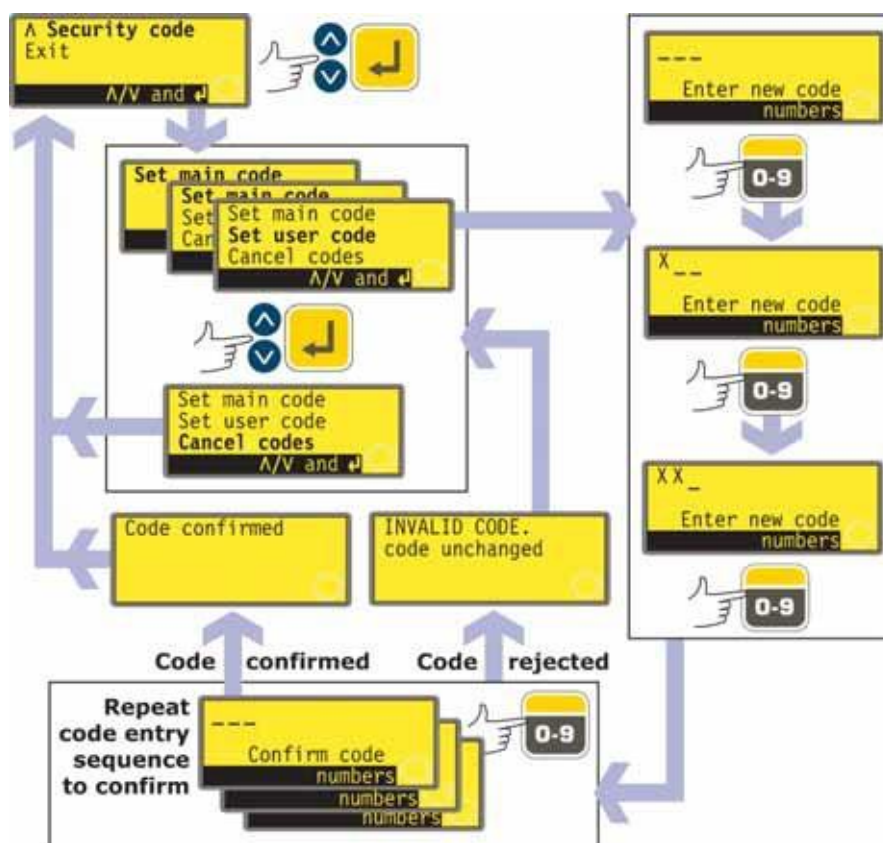 ∧ Security code
Exit
∧/∨ and ↲
Set main code
Set main code
Set
Can
Set main code
Set user code
Cancel codes
∧/∨ and ↲
Set main code
Set user code
Cancel codes
∧/∨ and ↲
Code confirmed
INVALID CODE.
code unchanged
Code confirmed
Code rejected
Repeat
code entry
sequence
to confirm
---
Confirm code
numbers
numbers
numbers
0-9
___
Enter new code
numbers
0-9
X__
Enter new code
numbers
0-9
XX_
Enter new code
numbers
0-9